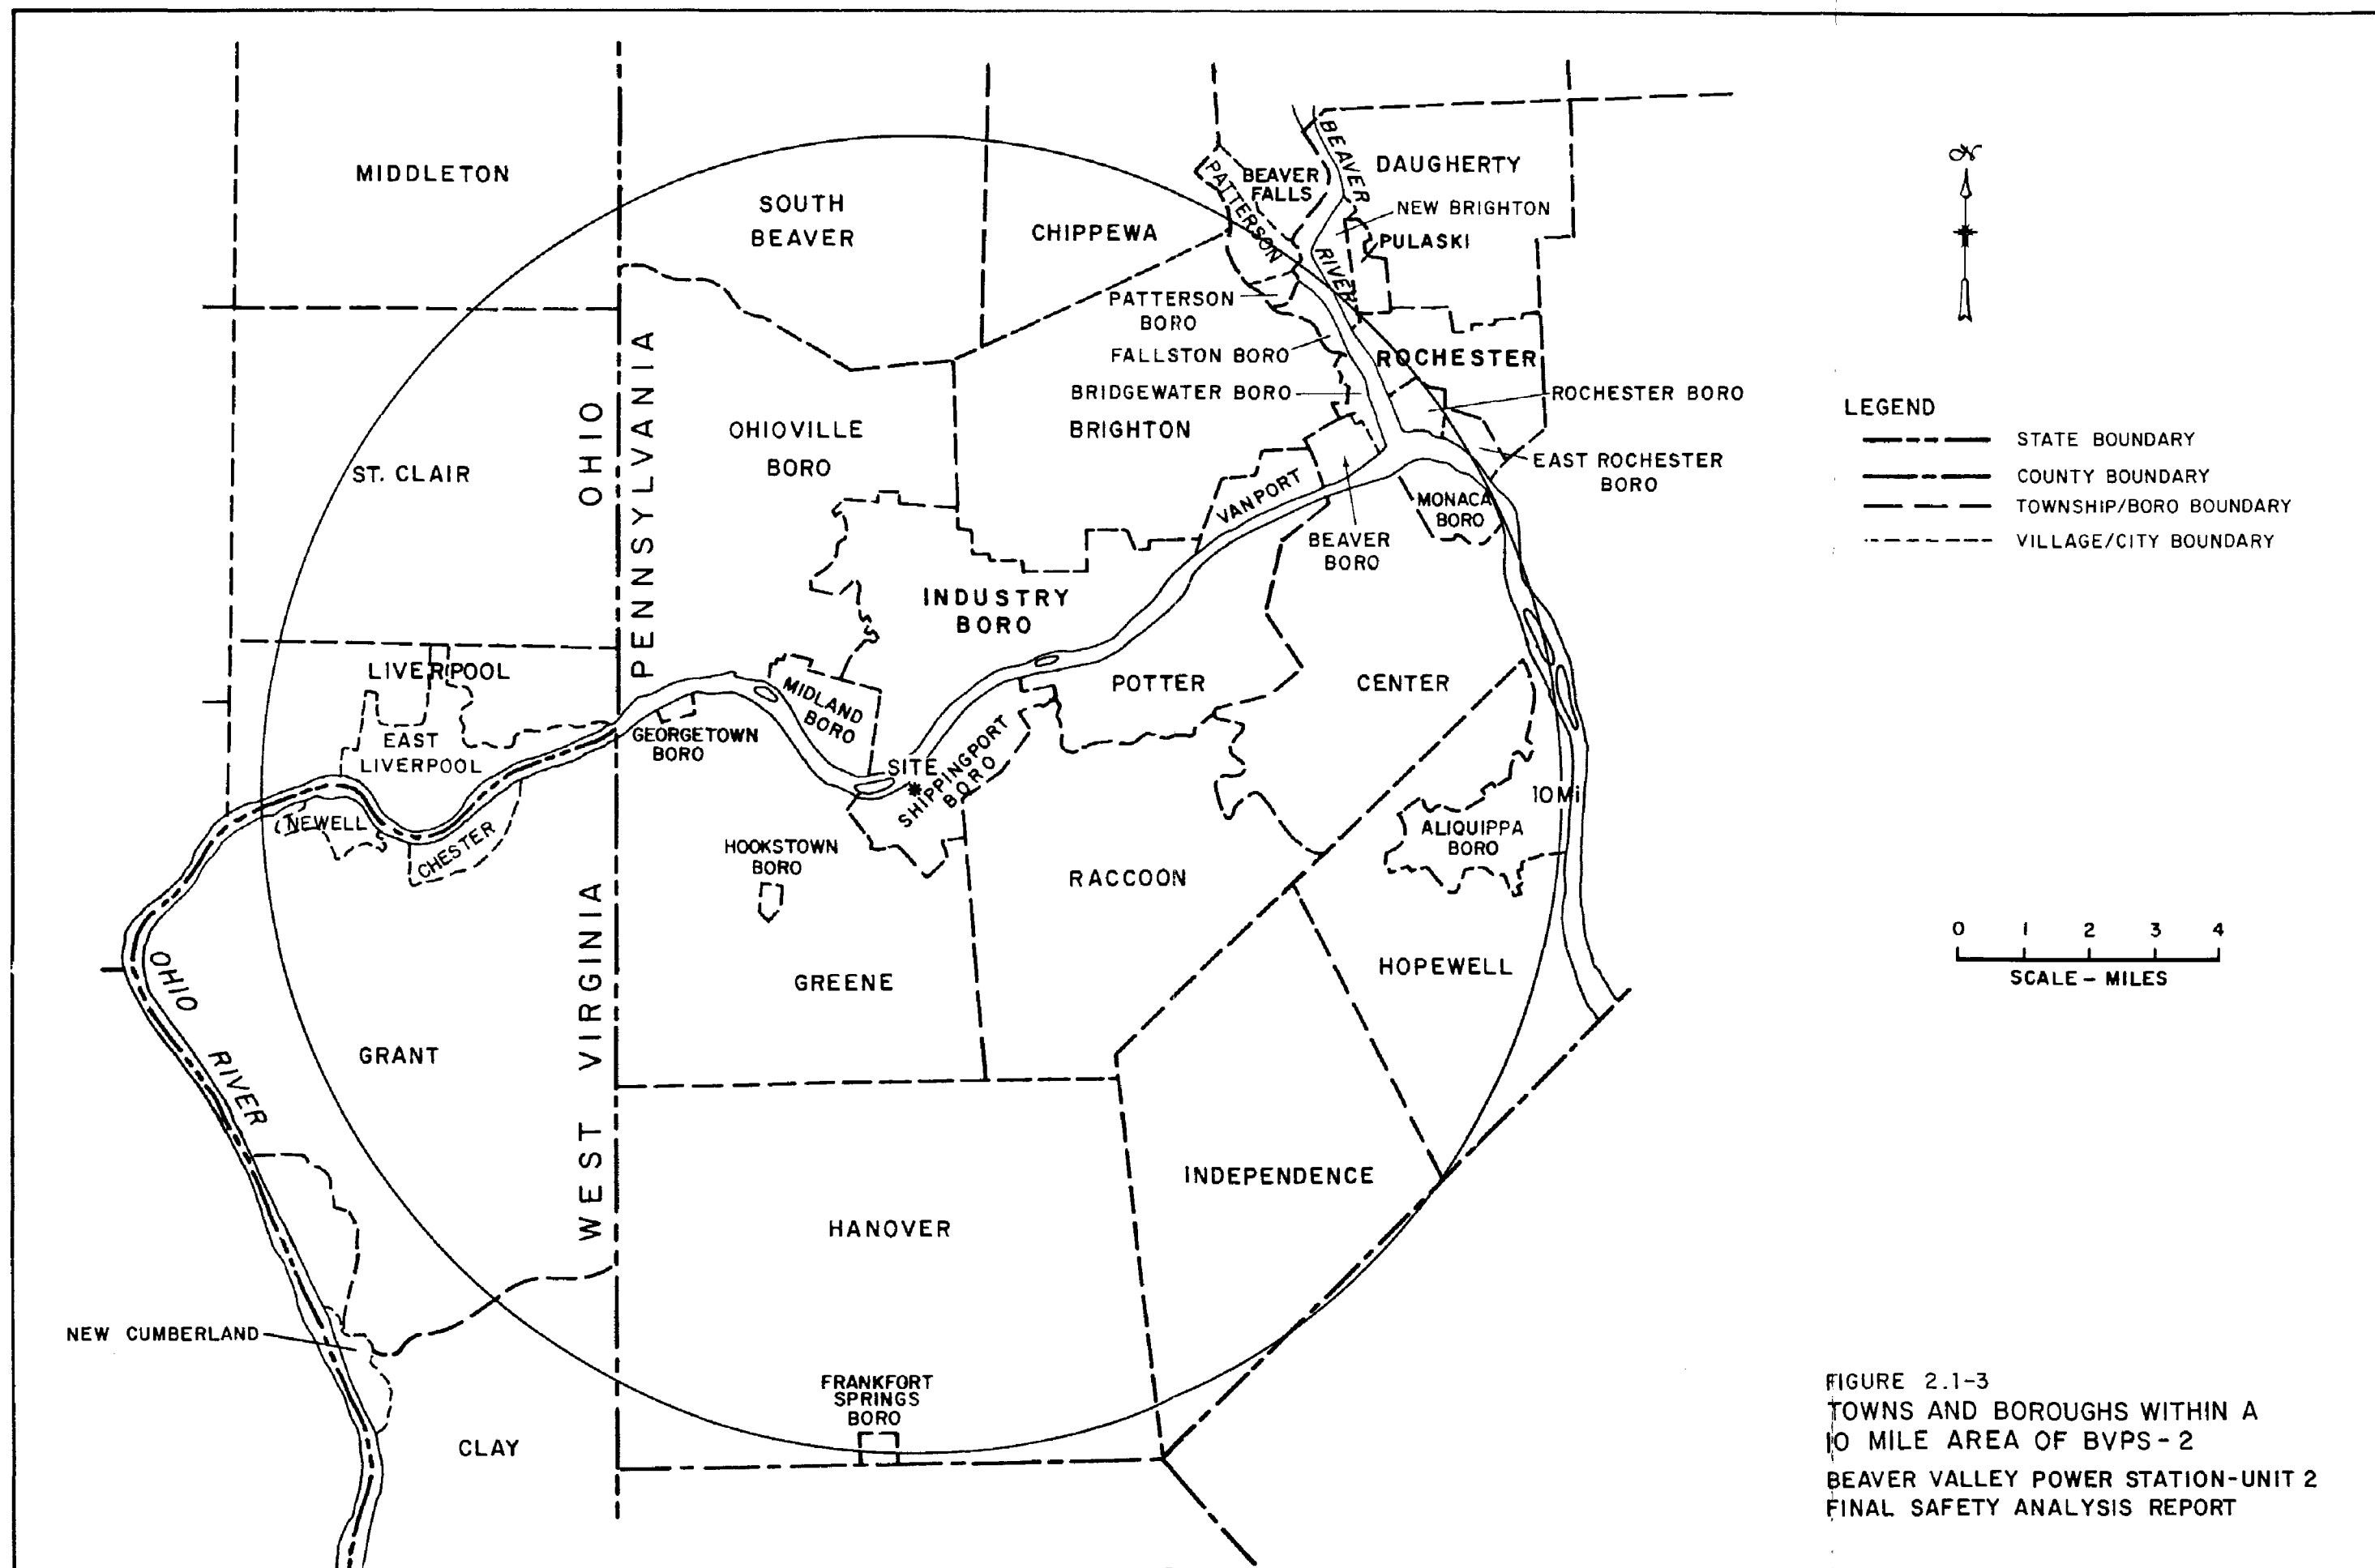 MIDDLETON
SOUTH
BEAVER
CHIPPEWA
PATTERSON
BEAVER
FALLS
BEAVER
RIVER
DAUGHERTY
NEW BRIGHTON
PULASKI
PATTERSON
BORO
FALLSTON BORO
BRIDGEWATER BORO
ROCHESTER
ROCHESTER BORO
EAST ROCHESTER
BORO
OHIO
PENNSYLVANIA
ST. CLAIR
OHIOVILLE
BORO
BRIGHTON
VANPORT
BEAVER
BORO
MONACA
BORO
INDUSTRY
BORO
LIVERPOOL
EAST
LIVERPOOL
GEORGETOWN
BORO
MIDLAND
BORO
SITE
SHIPPINGPORT
BORO
POTTER
CENTER
10 Mi
ALIQUIPPA
BORO
NEWELL
CHESTER
HOOKSTOWN
BORO
RACCOON
WEST VIRGINIA
OHIO
RIVER
GREENE
HOPEWELL
GRANT
INDEPENDENCE
HANOVER
NEW CUMBERLAND
FRANKFORT
SPRINGS
BORO
CLAY
N
LEGEND
STATE BOUNDARY
COUNTY BOUNDARY
TOWNSHIP/BORO BOUNDARY
VILLAGE/CITY BOUNDARY
0 1 2 3 4
SCALE - MILES
FIGURE 2.1-3
TOWNS AND BOROUGHS WITHIN A
10 MILE AREA OF BVPS-2
BEAVER VALLEY POWER STATION-UNIT 2
FINAL SAFETY ANALYSIS REPORT